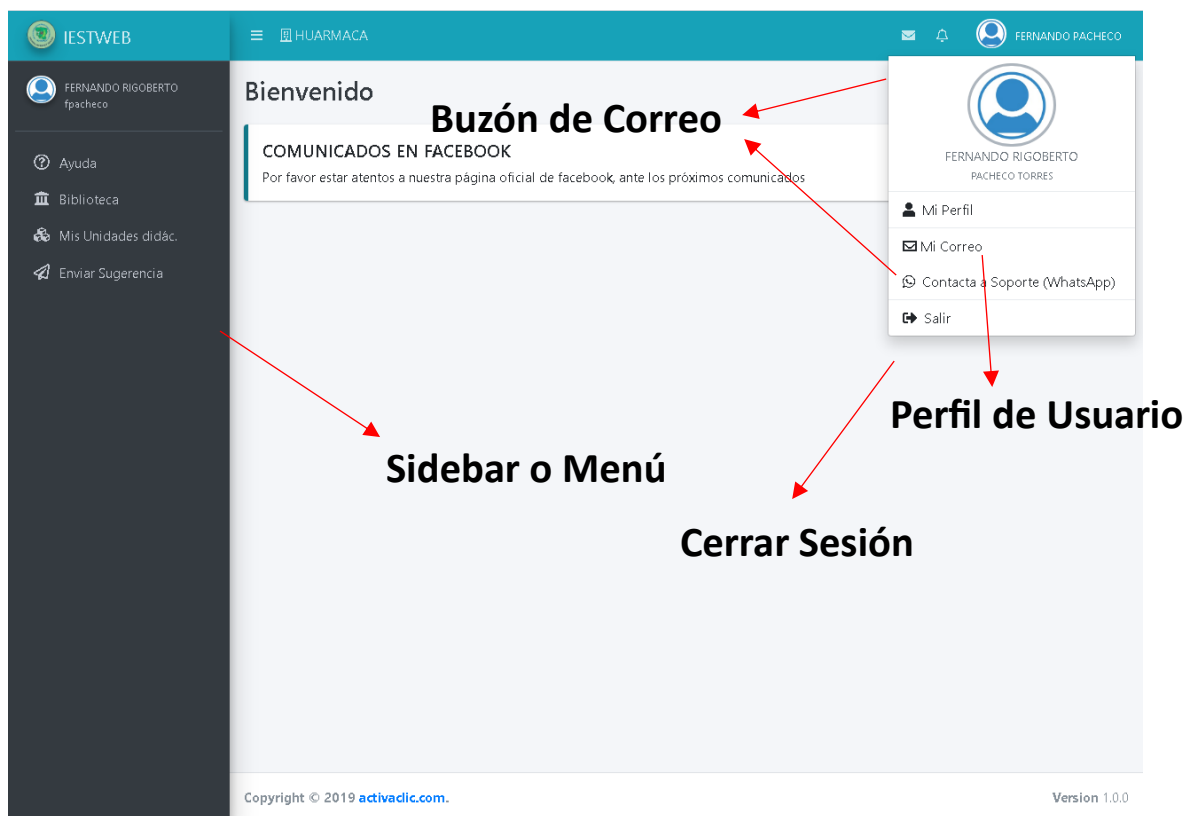 IESTWEB
HUARMACA
FERNANDO PACHECO
FERNANDO RIGOBERTO
fpacheco
Ayuda
Biblioteca
Mis Unidades didác.
Enviar Sugerencia
Bienvenido
Buzón de Correo
COMUNICADOS EN FACEBOOK
Por favor estar atentos a nuestra página oficial de facebook, ante los próximos comunicados
FERNANDO RIGOBERTO
PACHECO TORRES
Mi Perfil
Mi Correo
Contacta a Soporte (WhatsApp)
Salir
Perfil de Usuario
Sidebar o Menú
Cerrar Sesión
Copyright © 2019 activaclic.com.
Version 1.0.0